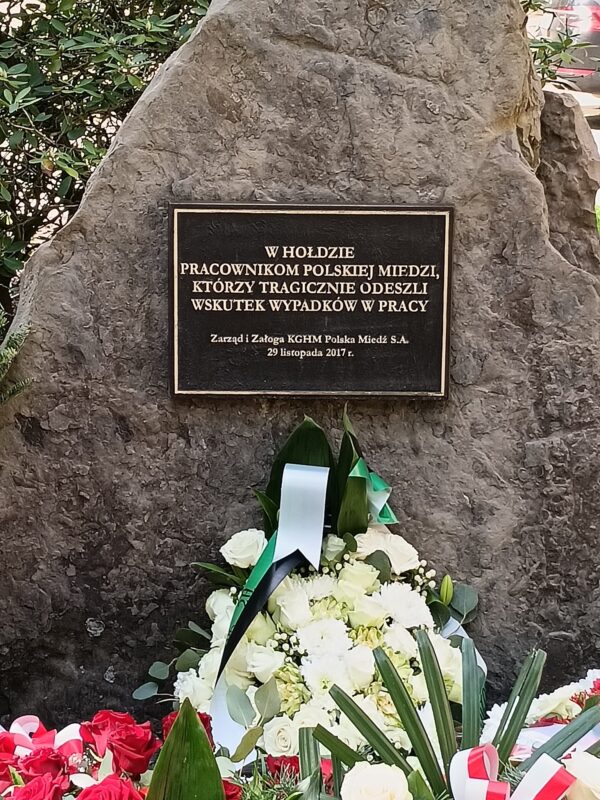 W HOŁDZIE
PRACOWNIKOM POLSKIEJ MIEDZI,
KTÓRZY TRAGICZNIE ODESZLI
WSKUTEK WYPADKÓW W PRACY
Zarząd i Załoga KGHM Polska Miedź S.A.
29 listopada 2017 r.